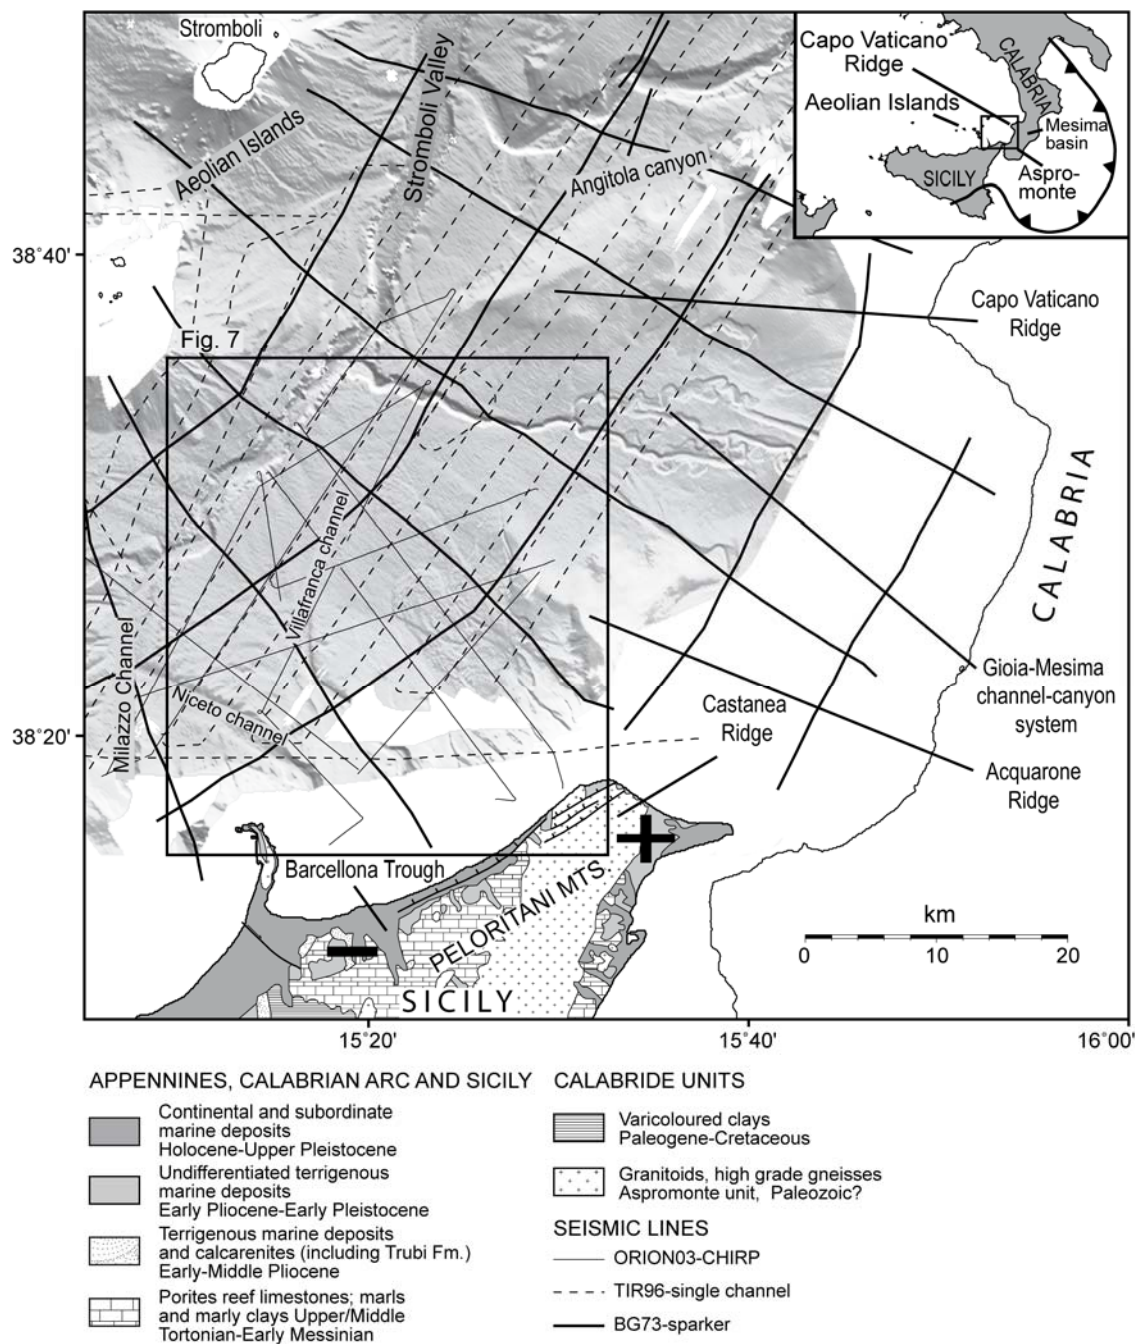 Stromboli
Stromboli Valley
Aeolian Islands
Angitola canyon
Capo Vaticano
Ridge
Aeolian Islands
CALABRIA
Mesima
basin
SICILY
Aspro-
monte
38°40'
Fig. 7
Capo Vaticano
Ridge
CALABRIA
Villafranca channel
Milazzo Channel
Niceto channel
Gioia-Mesima
channel-canyon
system
Castanea
Ridge
38°20'
Acquarone
Ridge
Barcellona Trough
PELORITANI MTS
SICILY
km
0 10 20
15°20' 15°40' 16°00'
APPENNINES, CALABRIAN ARC AND SICILY
Continental and subordinate
marine deposits
Holocene-Upper Pleistocene
Undifferentiated terrigenous
marine deposits
Early Pliocene-Early Pleistocene
Terrigenous marine deposits
and calcarenites (including Trubi Fm.)
Early-Middle Pliocene
Porites reef limestones; marls
and marly clays Upper/Middle
Tortonian-Early Messinian
CALABRIDE UNITS
Varicoloured clays
Paleogene-Cretaceous
Granitoids, high grade gneisses
Aspromonte unit, Paleozoic?
SEISMIC LINES
ORION03-CHIRP
TIR96-single channel
BG73-sparker